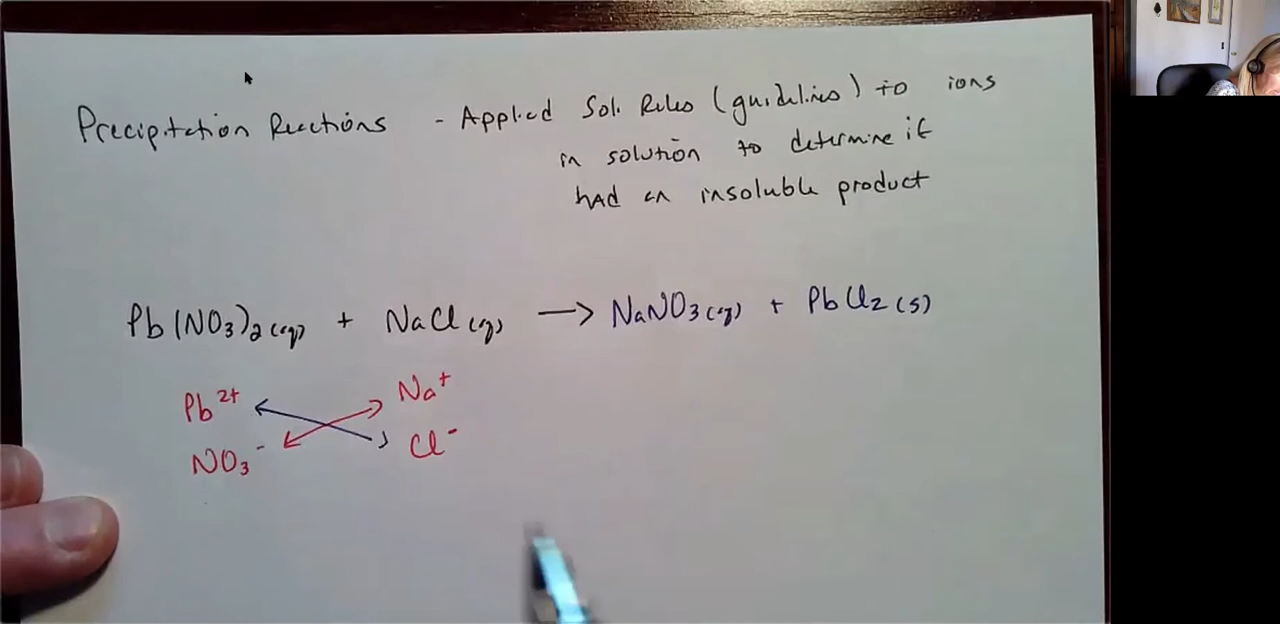 Precipitation Reactions - Applied Sol. Rules (guidelines) to ions
in solution to determine if
had an insoluble product
Pb(NO3)2(aq) + NaCl(aq) → NaNO3(aq) + PbCl2(s)
Pb2+ Na+
NO3- Cl-